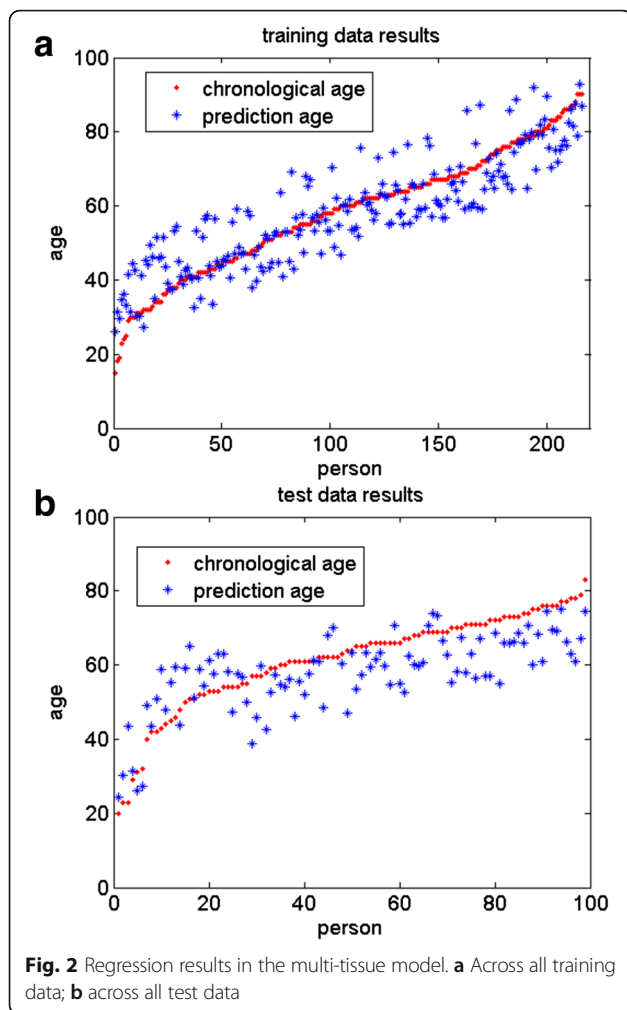 a
training data results
100
80
60
40
20
0
age
chronological age
prediction age
0 50 100 150 200
person
b
test data results
100
80
60
40
20
0
age
chronological age
prediction age
0 20 40 60 80 100
person
Fig. 2 Regression results in the multi-tissue model. a Across all training
data; b across all test data